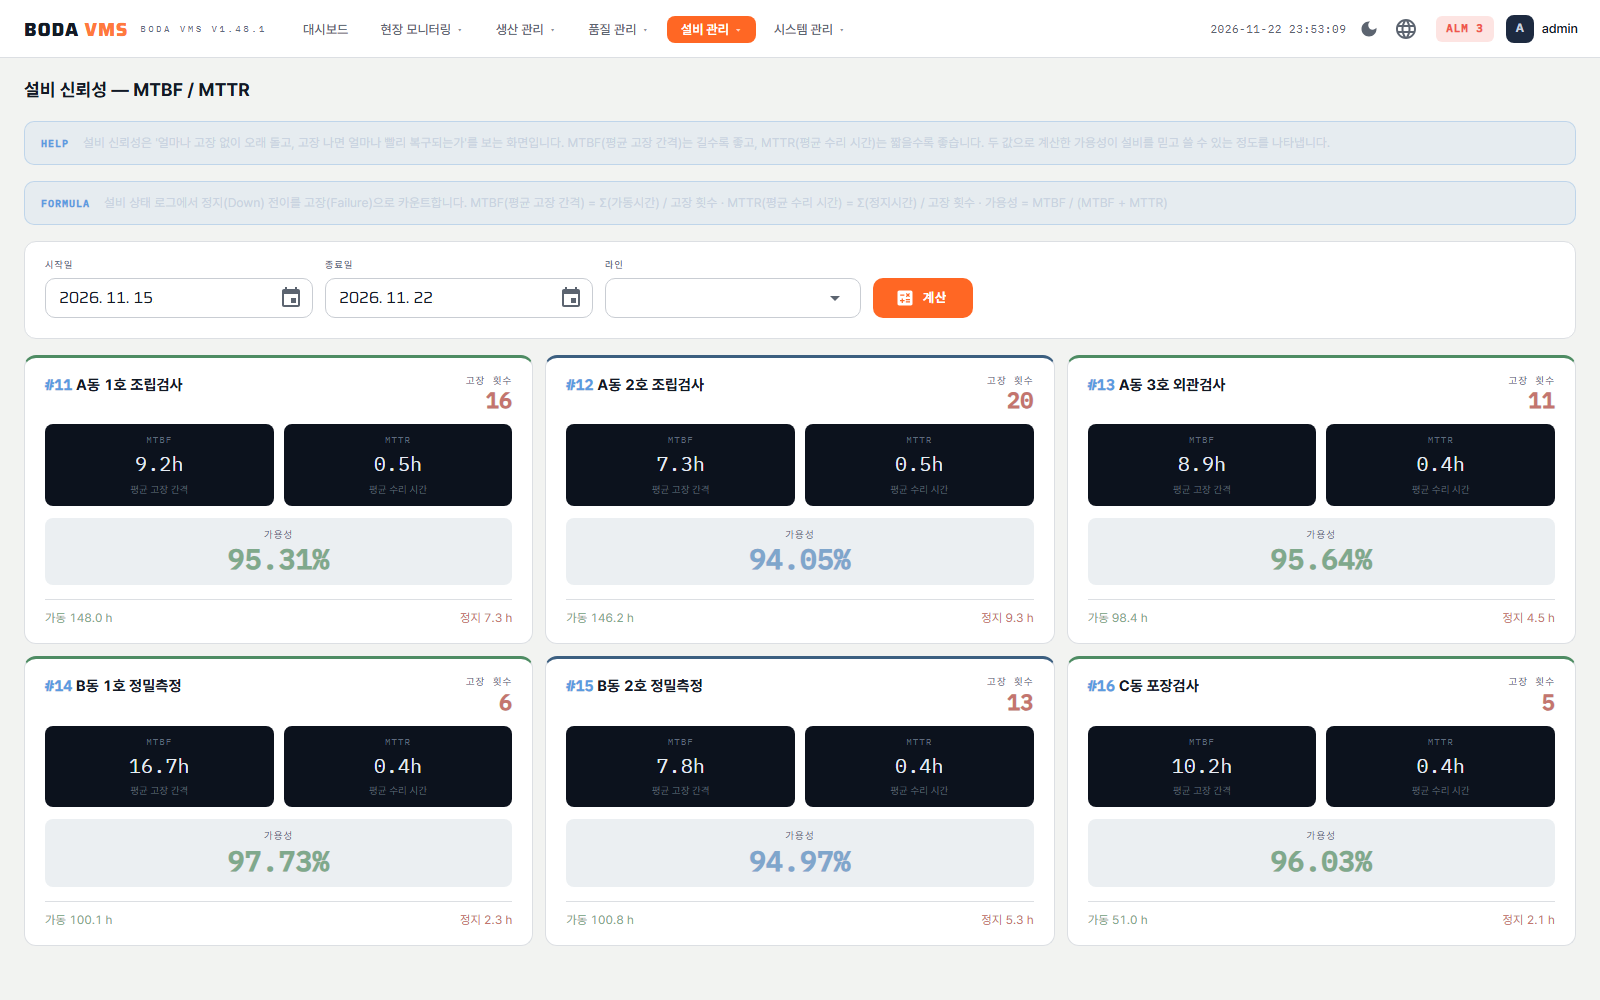 BODA VMS BODA VMS V1.48.1 대시보드 현장 모니터링 생산 관리 품질 관리 설비 관리 시스템 관리 2026-11-22 23:53:09 ALM 3 A admin
설비 신뢰성 — MTBF / MTTR
HELP 설비 신뢰성은 '얼마나 고장 없이 오래 돌고, 고장 나면 얼마나 빨리 복구되는가'를 보는 화면입니다. MTBF(평균 고장 간격)는 길수록 좋고, MTTR(평균 수리 시간)는 짧을수록 좋습니다. 두 값으로 계산한 가용성이 설비를 믿고 쓸 수 있는 정도를 나타냅니다.
FORMULA 설비 상태 로그에서 정지(Down) 전이를 고장(Failure)으로 카운트합니다. MTBF(평균 고장 간격) = Σ(가동시간) / 고장 횟수 · MTTR(평균 수리 시간) = Σ(정지시간) / 고장 횟수 · 가용성 = MTBF / (MTBF + MTTR)
시작일 종료일 라인
2026. 11. 15 2026. 11. 22 계산
#11 A동 1호 조립검사 고장 횟수 16
MTBF 9.2h 평균 고장 간격
MTTR 0.5h 평균 수리 시간
가용성
95.31%
가동 148.0 h 정지 7.3 h
#12 A동 2호 조립검사 고장 횟수 20
MTBF 7.3h 평균 고장 간격
MTTR 0.5h 평균 수리 시간
가용성
94.05%
가동 146.2 h 정지 9.3 h
#13 A동 3호 외관검사 고장 횟수 11
MTBF 8.9h 평균 고장 간격
MTTR 0.4h 평균 수리 시간
가용성
95.64%
가동 98.4 h 정지 4.5 h
#14 B동 1호 정밀측정 고장 횟수 6
MTBF 16.7h 평균 고장 간격
MTTR 0.4h 평균 수리 시간
가용성
97.73%
가동 100.1 h 정지 2.3 h
#15 B동 2호 정밀측정 고장 횟수 13
MTBF 7.8h 평균 고장 간격
MTTR 0.4h 평균 수리 시간
가용성
94.97%
가동 100.8 h 정지 5.3 h
#16 C동 포장검사 고장 횟수 5
MTBF 10.2h 평균 고장 간격
MTTR 0.4h 평균 수리 시간
가용성
96.03%
가동 51.0 h 정지 2.1 h